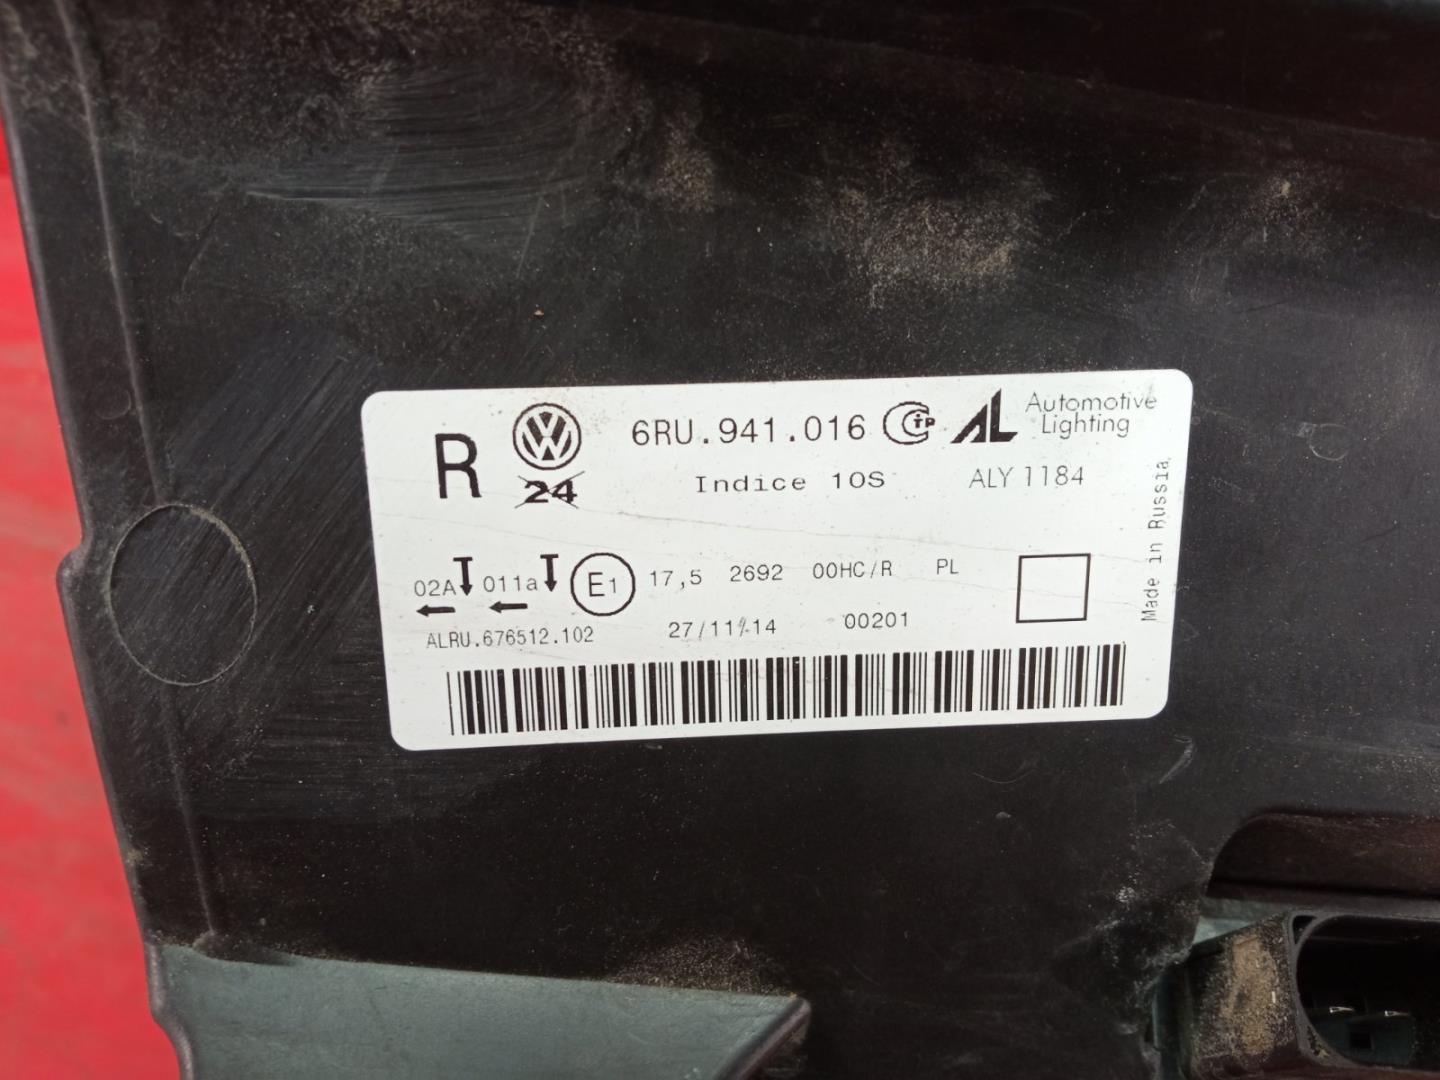 R 6RU.941.016 Automotive Lighting
24 Indice 10S ALY 1184
Made in Russia
02A 011a E1 17,5 2692 00HC/R PL
ALRU.676512.102 27/11/14 00201